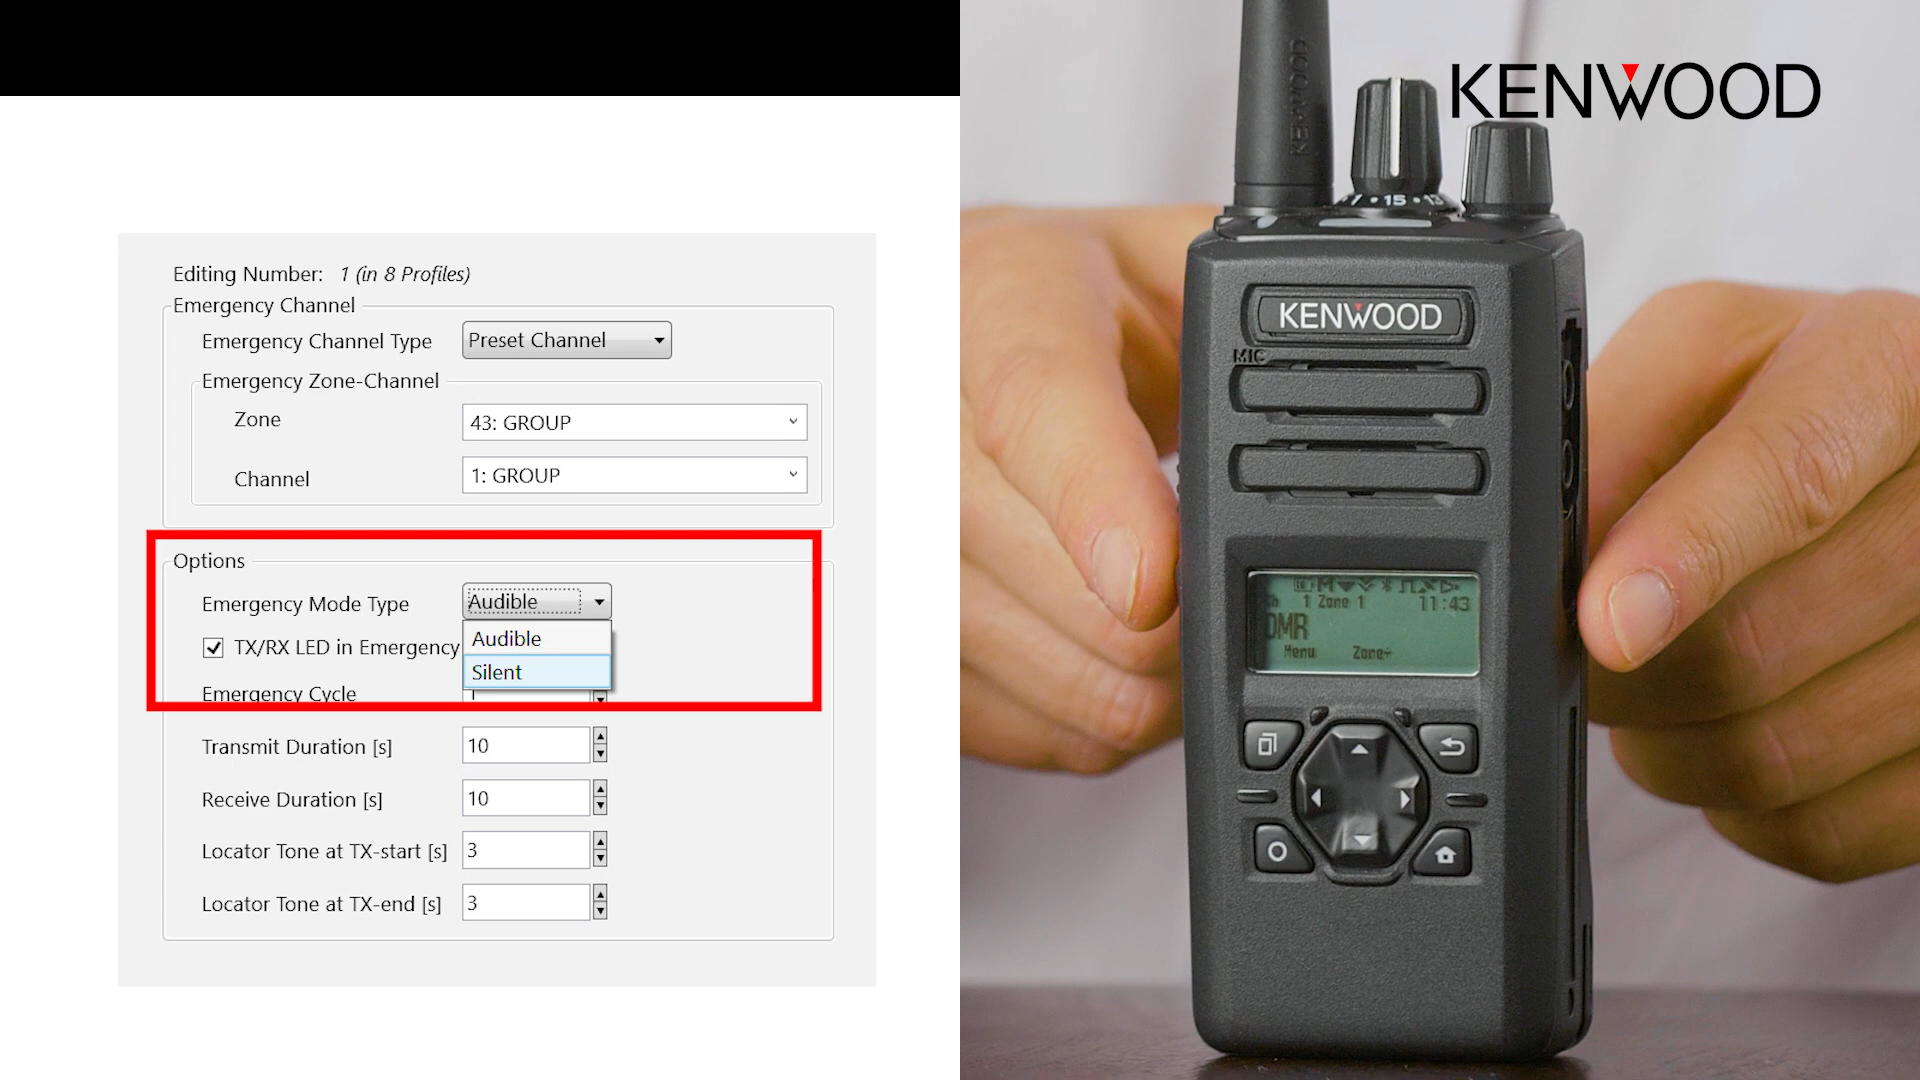 Editing Number: 1 (in 8 Profiles)
Emergency Channel
Emergency Channel Type Preset Channel
Emergency Zone-Channel
Zone 43: GROUP
Channel 1: GROUP
Options
Emergency Mode Type Audible
Audible
TX/RX LED in Emergency
Silent
Emergency Cycle
Transmit Duration [s] 10
Receive Duration [s] 10
Locator Tone at TX-start [s] 3
Locator Tone at TX-end [s] 3
KENWOOD
KENWOOD
15
KENWOOD
MIC
1 Zone 1 11:43
DMR
Menu Zone